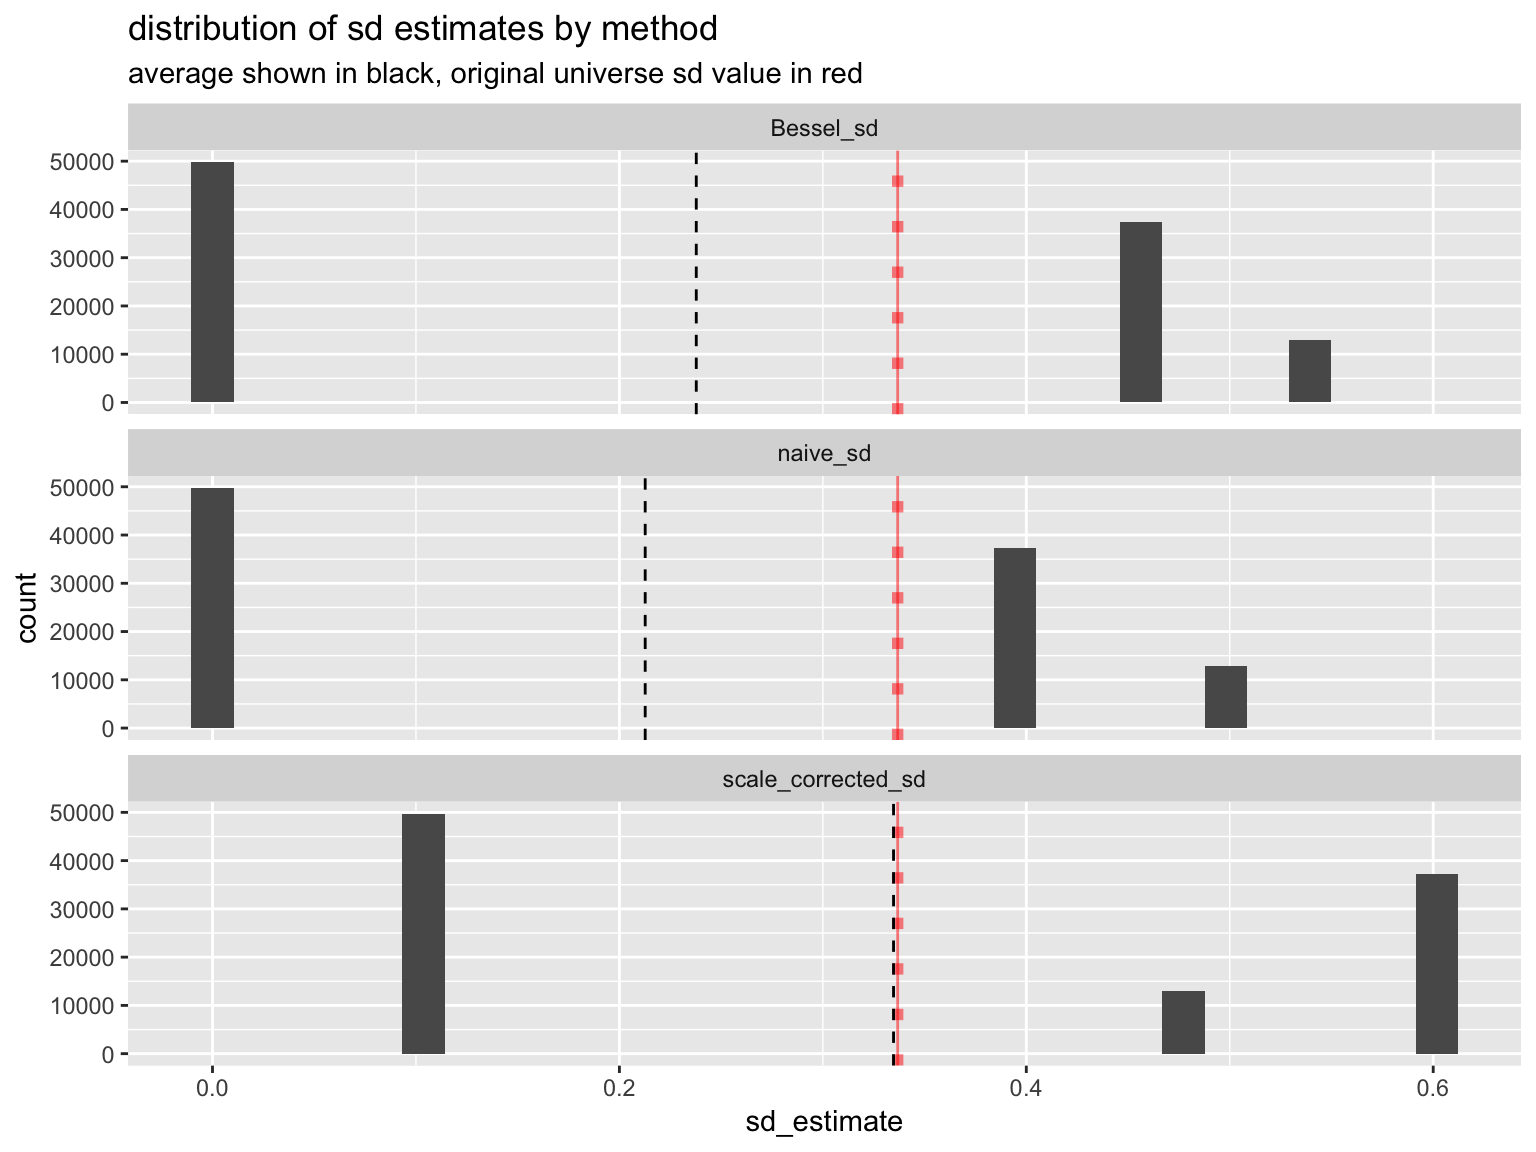 distribution of sd estimates by method
average shown in black, original universe sd value in red
Bessel_sd
50000
40000
30000
20000
10000
0
naive_sd
50000
40000
30000
20000
10000
0
count
scale_corrected_sd
50000
40000
30000
20000
10000
0
0.0 0.2 0.4 0.6
sd_estimate